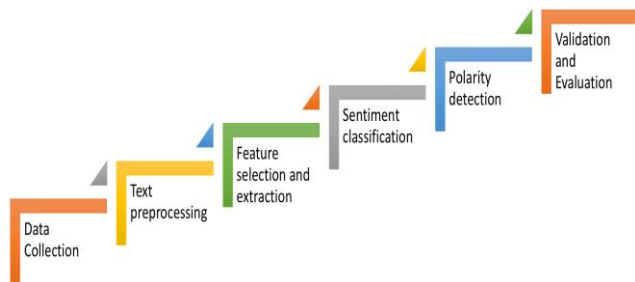 Data
Collection
Text
preprocessing
Feature
selection and
extraction
Sentiment
classification
Polarity
detection
Validation
and
Evaluation